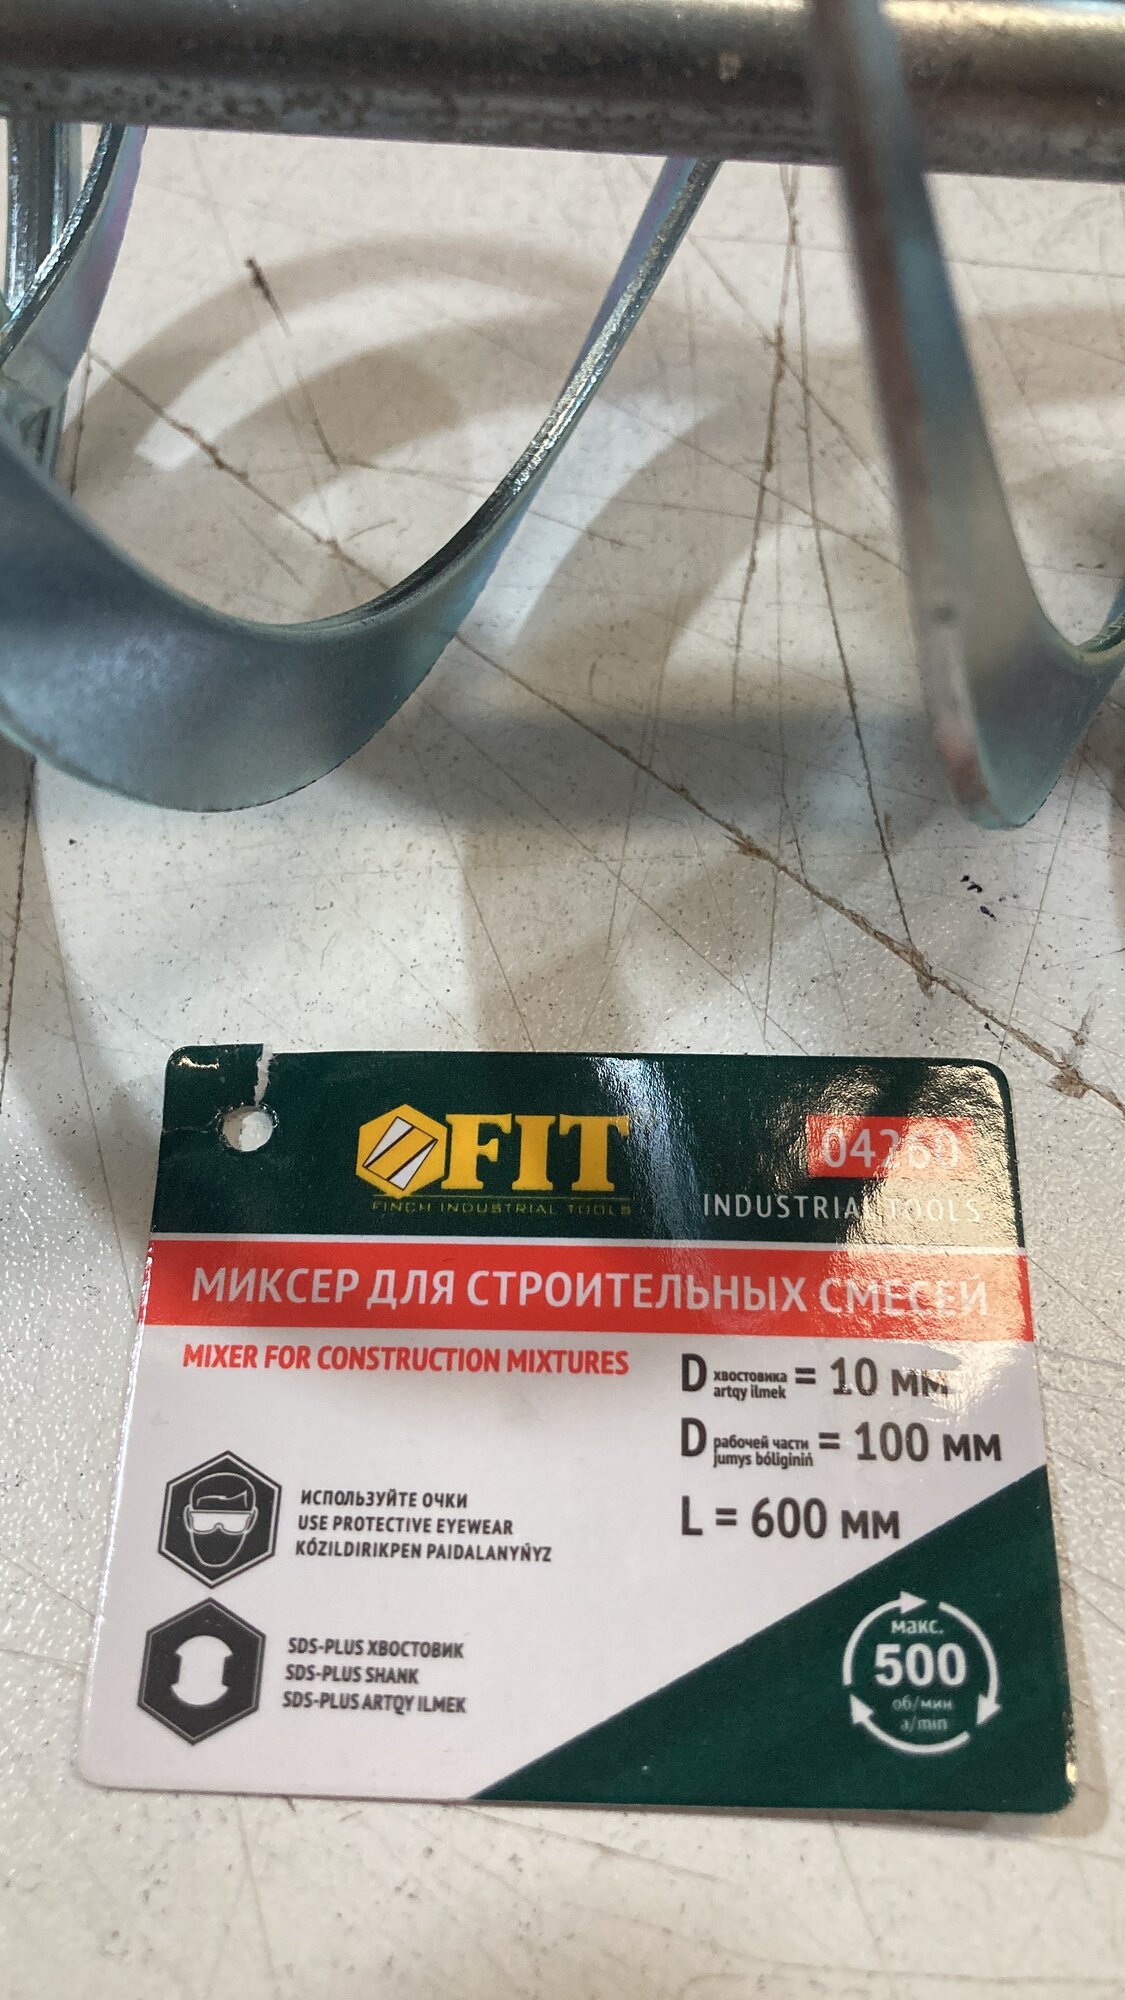 FIT
FINCH INDUSTRIAL TOOLS
04260
INDUSTRIAL TOOLS
МИКСЕР ДЛЯ СТРОИТЕЛЬНЫХ СМЕСЕЙ
MIXER FOR CONSTRUCTION MIXTURES
D хвостовика = 10 мм
artqy ilmek
D рабочей части = 100 мм
jumys bóliginiń
L = 600 мм
ИСПОЛЬЗУЙТЕ ОЧКИ
USE PROTECTIVE EYEWEAR
KÓZILDIRIKPEN PAIDALANYŃYZ
SDS-PLUS ХВОСТОВИК
SDS-PLUS SHANK
SDS-PLUS ARTQY ILMEK
макс.
500
об/мин
a/min